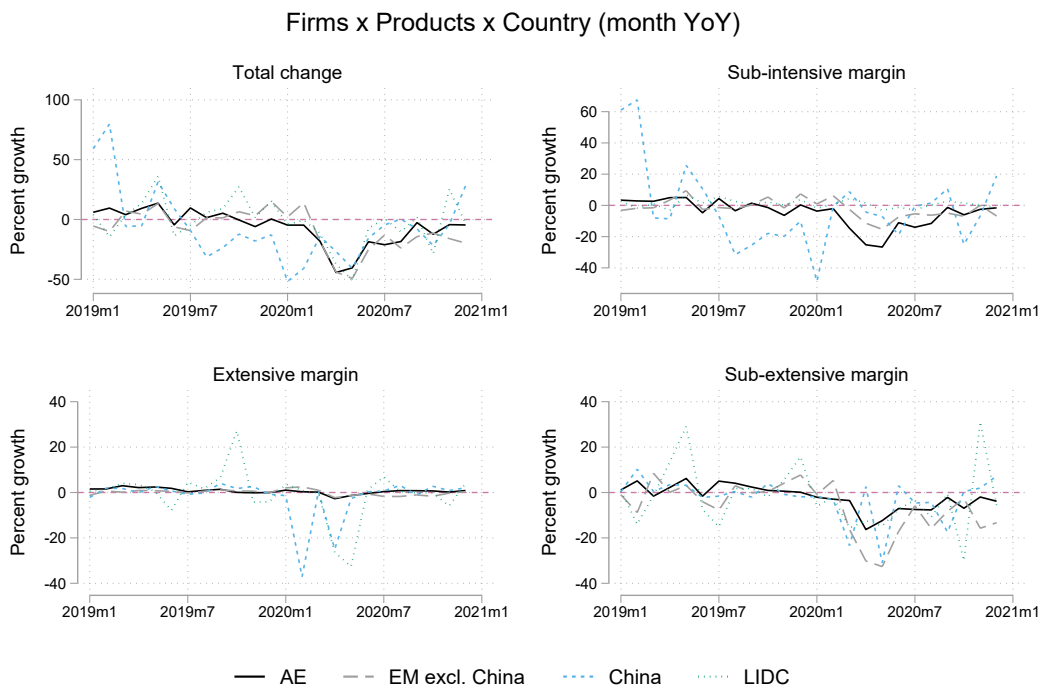 Firms x Products x Country (month YoY)
Total change
Percent growth
100
50
0
-50
2019m1 2019m7 2020m1 2020m7 2021m1
Sub-intensive margin
Percent growth
60
40
20
0
-20
-40
2019m1 2019m7 2020m1 2020m7 2021m1
Extensive margin
Percent growth
40
20
0
-20
-40
2019m1 2019m7 2020m1 2020m7 2021m1
Sub-extensive margin
Percent growth
40
20
0
-20
-40
2019m1 2019m7 2020m1 2020m7 2021m1
AE EM excl. China China LIDC